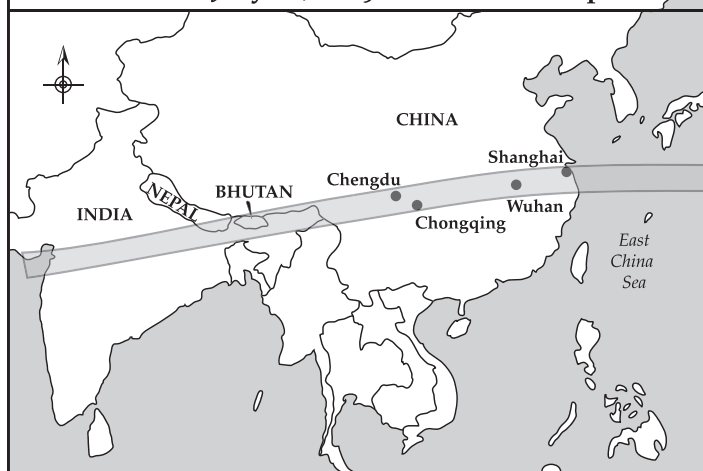 CHINA
Shanghai
Chengdu
NEPAL
BHUTAN
INDIA
Wuhan
Chongqing
East
China
Sea